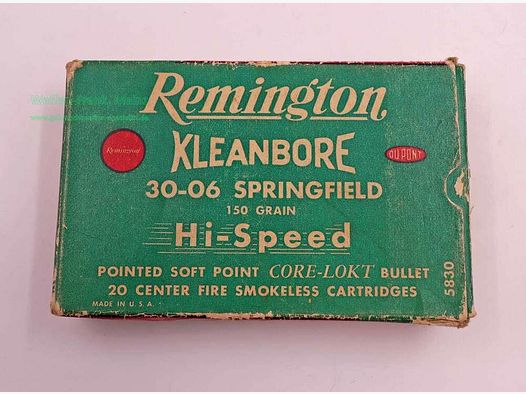 Remington
Remington
KLEANBORE
DU PONT
30-06 SPRINGFIELD
150 GRAIN
Hi-Speed
POINTED SOFT POINT CORE-LOKT BULLET
20 CENTER FIRE SMOKELESS CARTRIDGES
MADE IN U.S.A.
5830